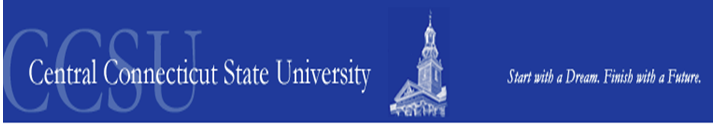 CCSU
Central Connecticut State University
Start with a Dream. Finish with a Future.